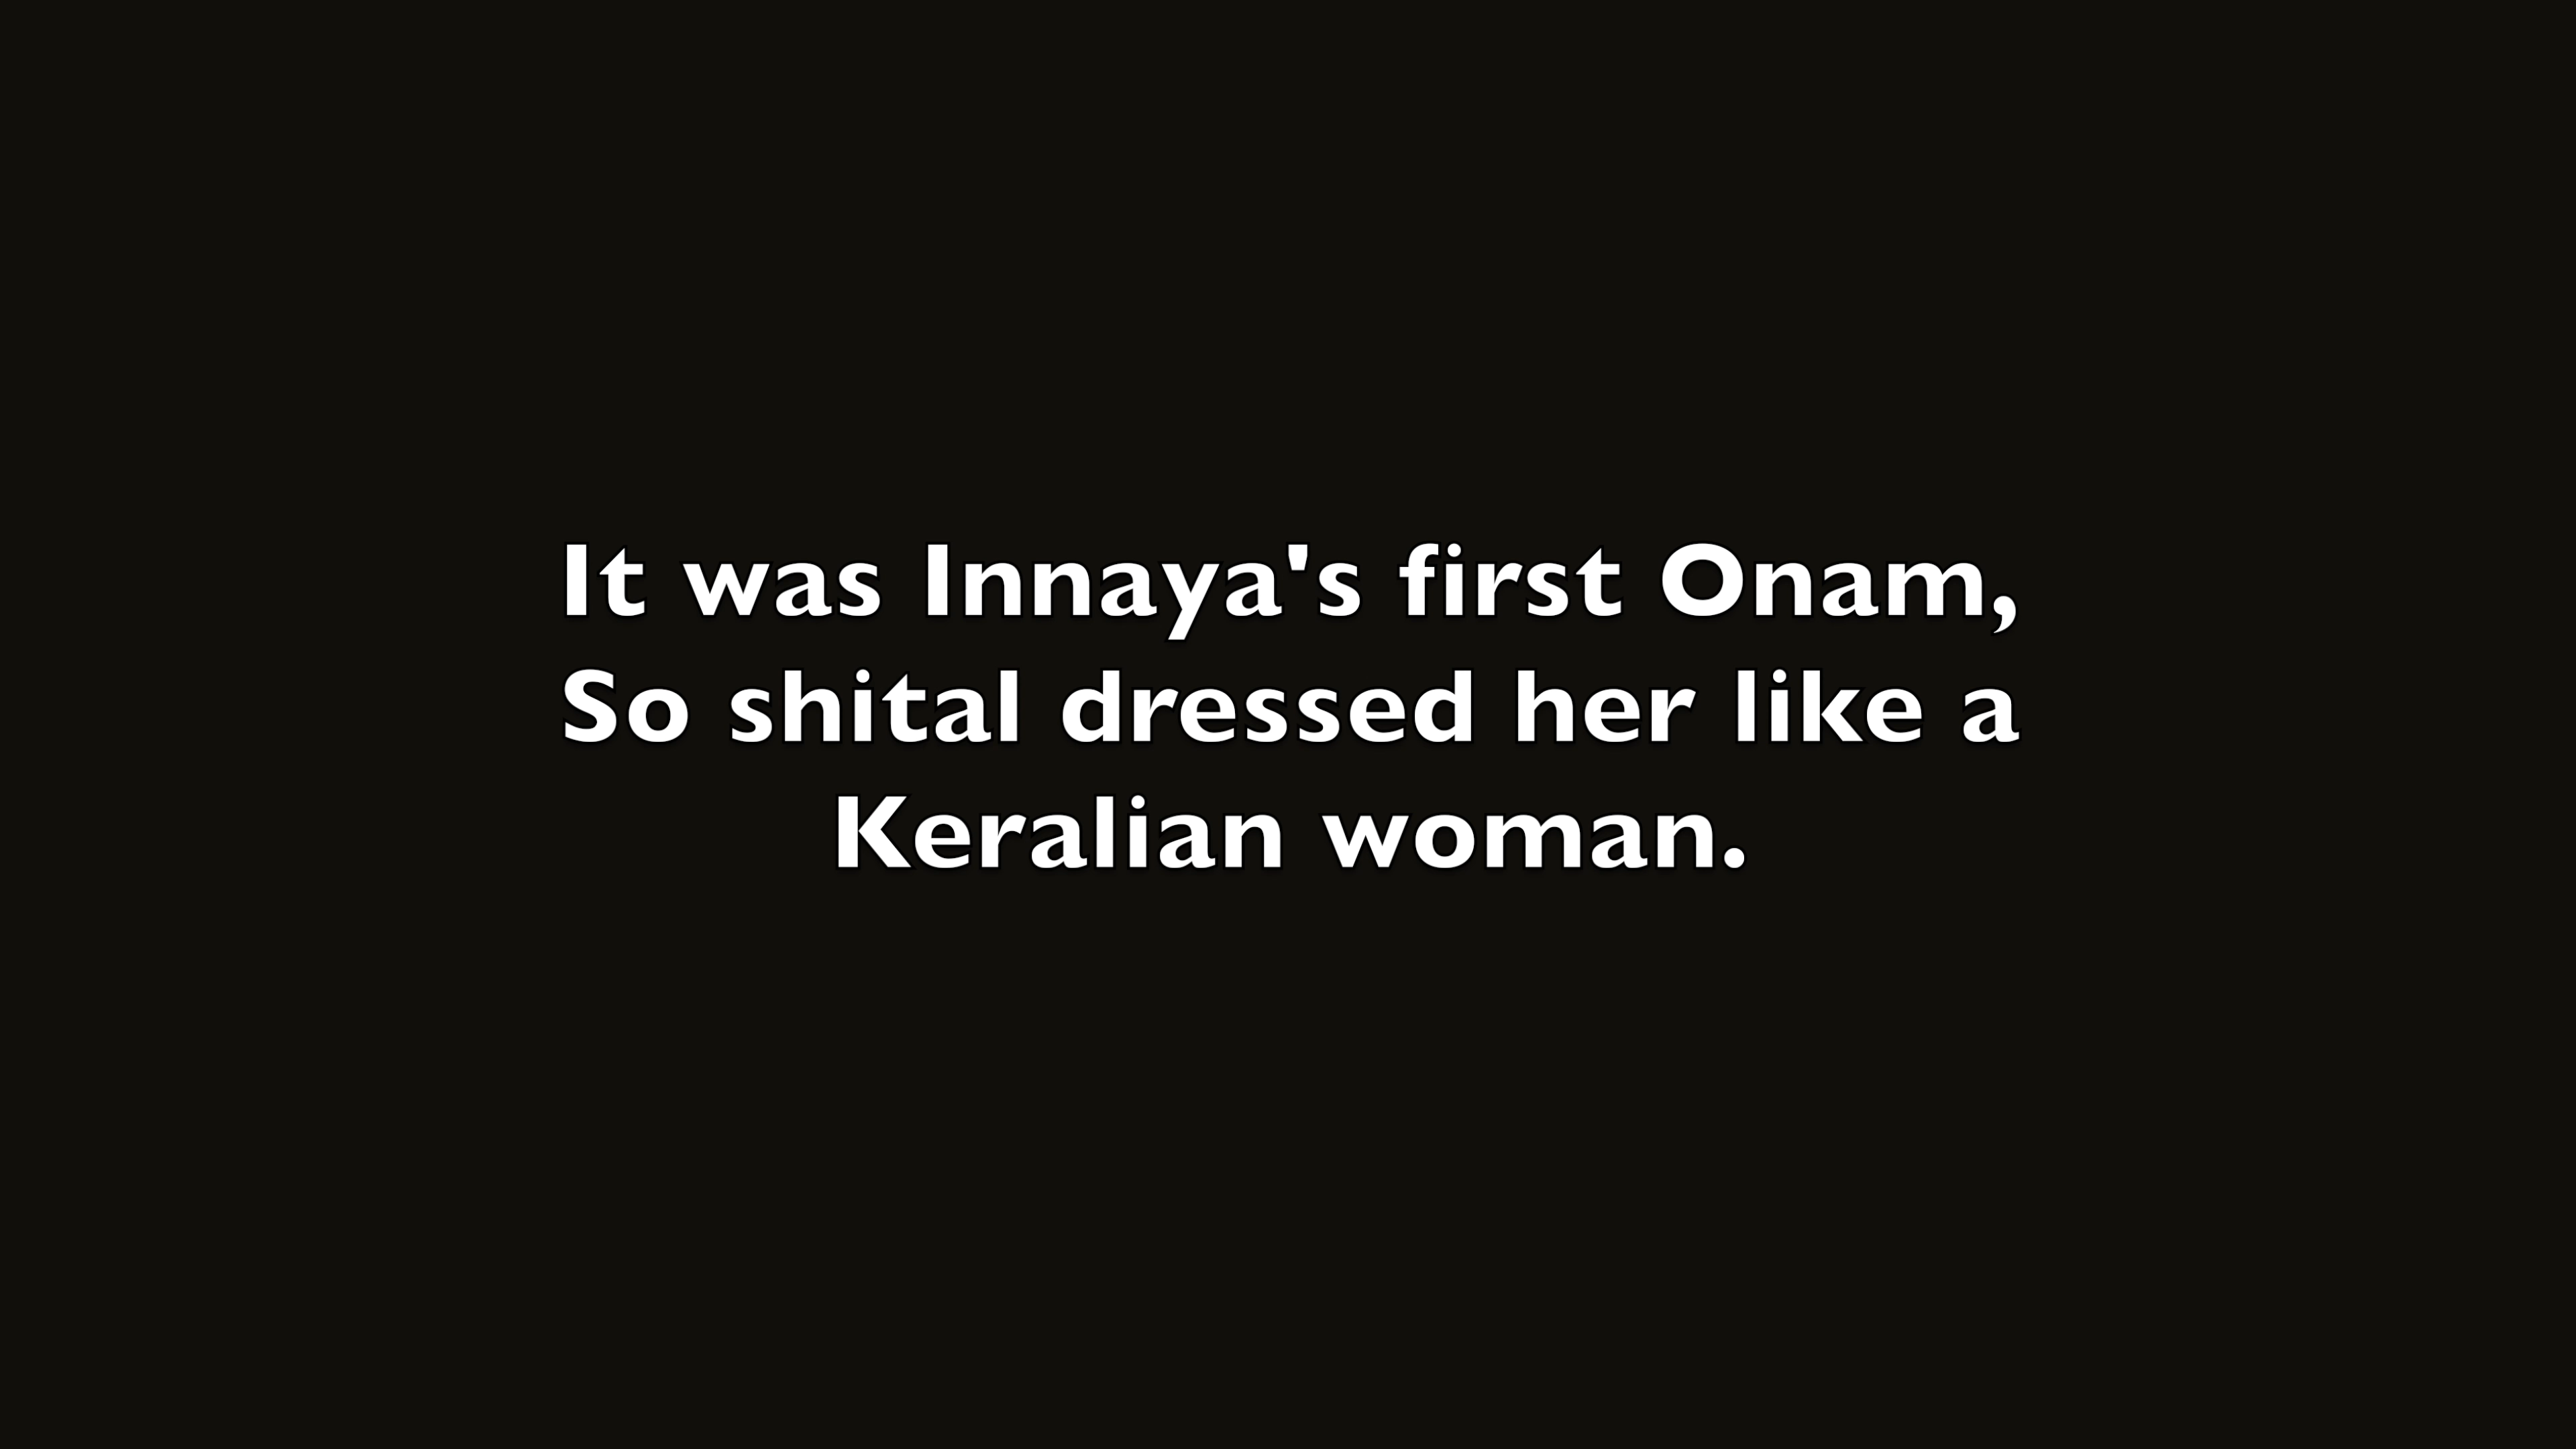 It was Innaya's first Onam,
So shital dressed her like a
Keralian woman.